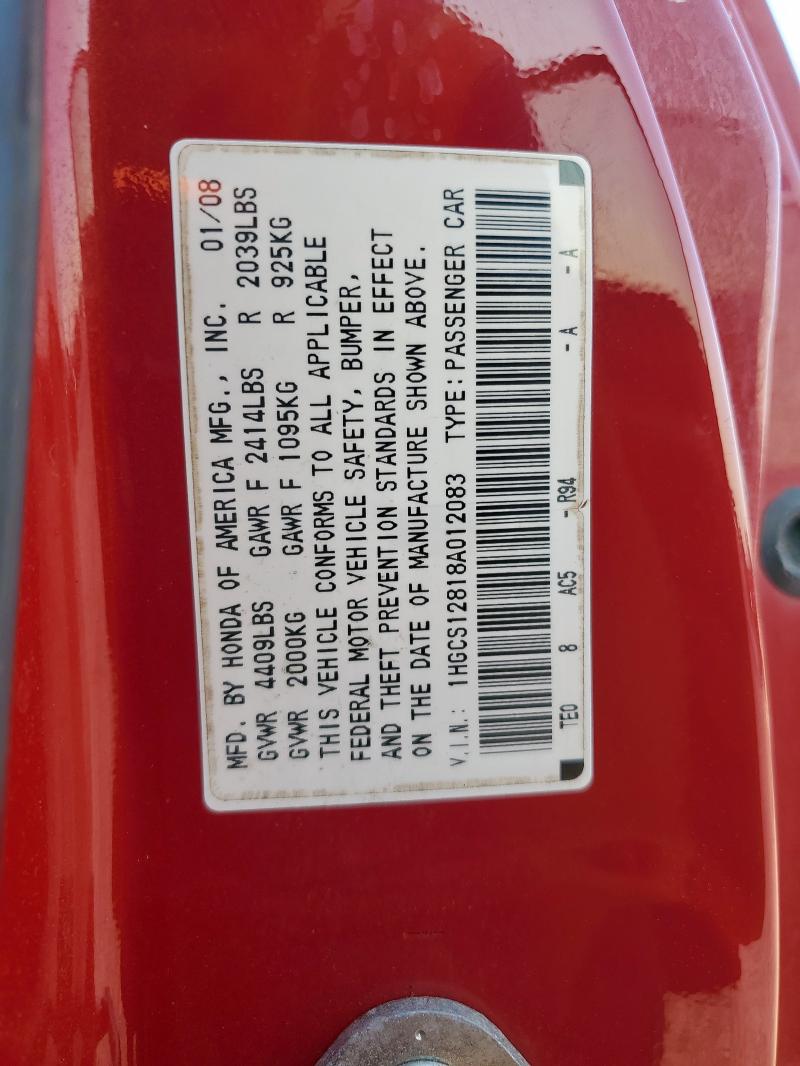 MFD. BY HONDA OF AMERICA MFG., INC. 01/08
GVWR 4409LBS GAWR F 2414LBS R 2039LBS
GVWR 2000KG GAWR F 1095KG R 925KG
THIS VEHICLE CONFORMS TO ALL APPLICABLE
FEDERAL MOTOR VEHICLE SAFETY, BUMPER,
AND THEFT PREVENTION STANDARDS IN EFFECT
ON THE DATE OF MANUFACTURE SHOWN ABOVE.
V.I.N.: 1HGCS12818A012083 TYPE: PASSENGER CAR
TE0 8 AC5 - R94 - A - A